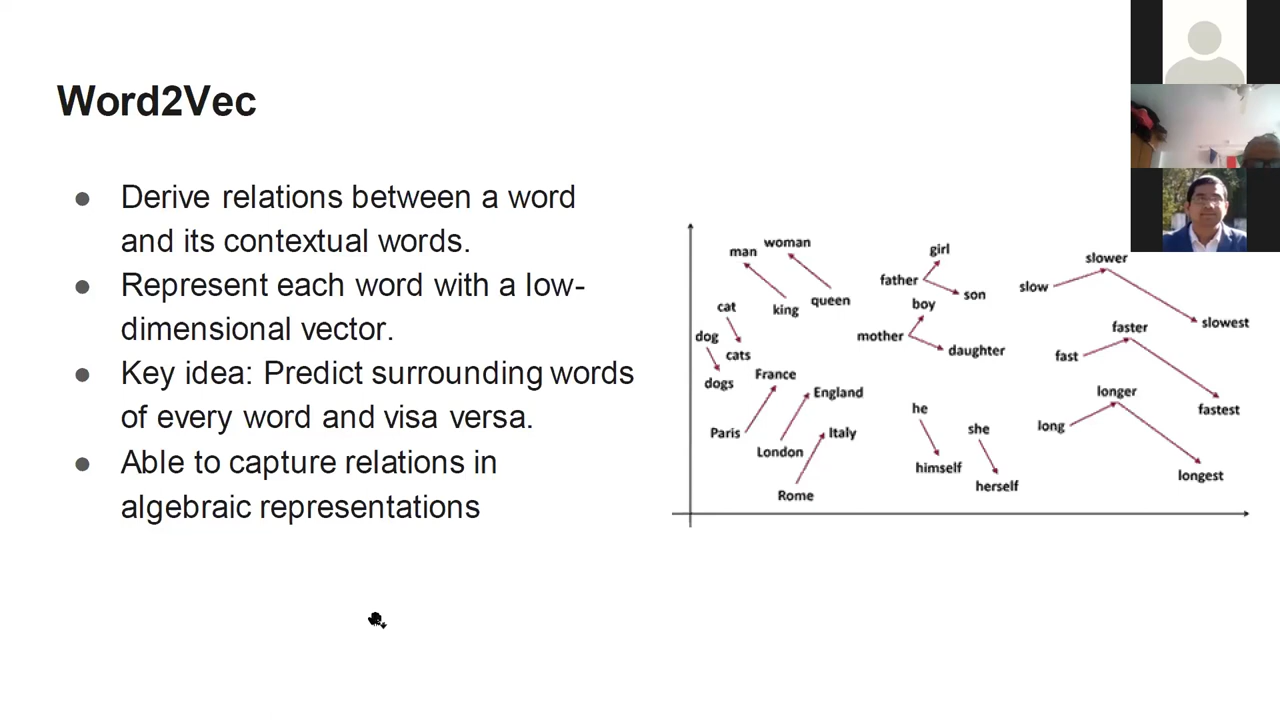 Word2Vec
● Derive relations between a word
and its contextual words.
● Represent each word with a low-
dimensional vector.
● Key idea: Predict surrounding words
of every word and visa versa.
● Able to capture relations in
algebraic representations
man
woman
king
queen
cat
cats
dog
dogs
France
England
Paris
Italy
London
Rome
girl
father
son
boy
mother
daughter
he
she
himself
herself
slower
slow
slowest
faster
fast
fastest
longer
long
longest